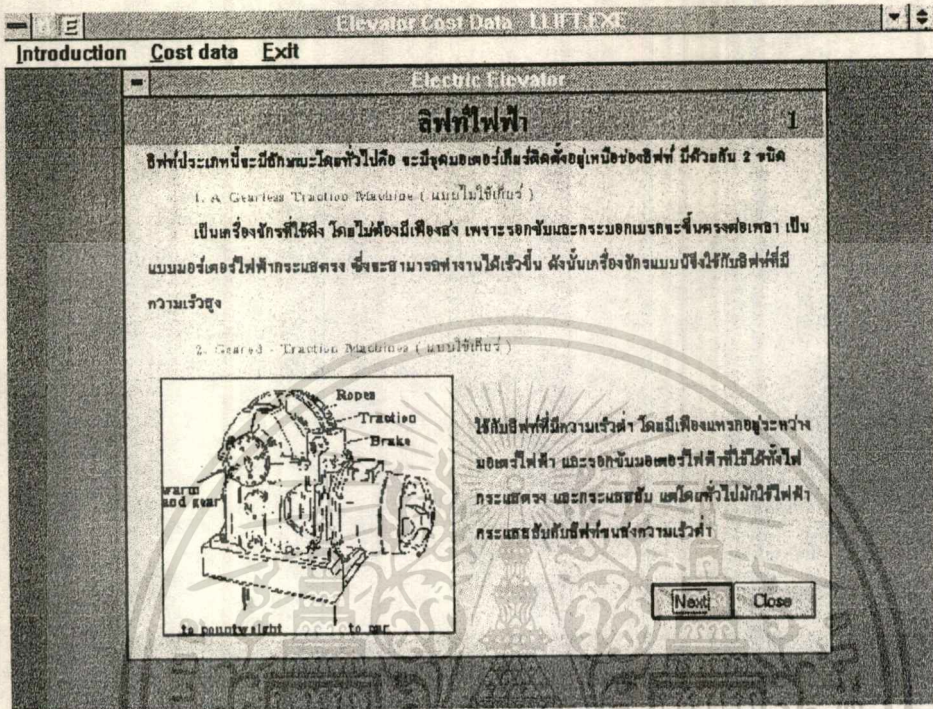 Elevator Cost Data LLIFT.EXE
Introduction Cost data Exit
Electric Elevator
ลิฟท์ไฟฟ้า 1
ลิฟท์ประเภทนี้จะมีลักษณะโดยทั่วไปคือ จะมีชุดมอเตอร์เกียร์ติดตั้งอยู่เหนือช่องลิฟท์ มีด้วยกัน 2 ชนิด
1. A Gearless Traction Machine ( แบบไม่ใช้เกียร์ )
เป็นเครื่องจักรที่ใช้ดึง โดยไม่ต้องมีเฟืองส่ง เพราะรอกขับและกระบอกเบรกจะขึ้นตรงต่อเพลา เป็น
แบบมอร์เตอร์ไฟฟ้ากระแสตรง ซึ่งจะสามารถทำงานได้เร็วขึ้น ดังนั้นเครื่องจักรแบบนี้จึงใช้กับลิฟท์ที่มี
ความเร็วสูง
2. Geared - Traction Machines ( แบบใช้เกียร์ )
Ropes
Traction
Brake
warm
and gear
to countweight to car
ใช้กับลิฟท์ที่มีความเร็วต่ำ โดยมีเฟืองแทรกอยู่ระหว่าง
มอเตอร์ไฟฟ้า และรอกขับมอเตอร์ไฟฟ้าที่ใช้ได้ทั้งไฟ
กระแสตรง และกระแสสลับ แต่โดยทั่วไปมักใช้ไฟฟ้า
กระแสสลับกับลิฟท์ขนส่งความเร็วต่ำ
Next Close